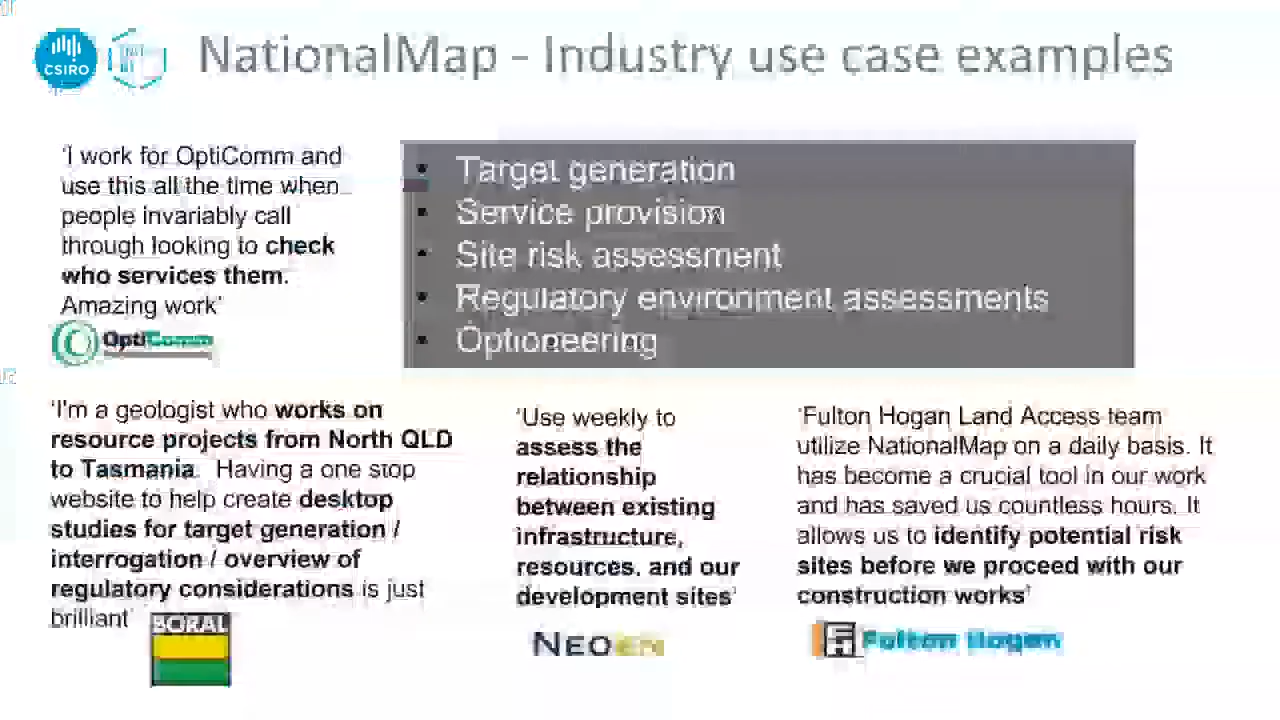 CSIRO
NationalMap - Industry use case examples
'I work for OptiComm and
use this all the time when
people invariably call
through looking to check
who services them.
Amazing work'
OptiComm
• Target generation
• Service provision
• Site risk assessment
• Regulatory environment assessments
• Optioneering
'I'm a geologist who works on
resource projects from North QLD
to Tasmania. Having a one stop
website to help create desktop
studies for target generation /
interrogation / overview of
regulatory considerations is just
brilliant'
BORAL
'Use weekly to
assess the
relationship
between existing
infrastructure,
resources, and our
development sites'
NEOEN
'Fulton Hogan Land Access team
utilize NationalMap on a daily basis. It
has become a crucial tool in our work
and has saved us countless hours. It
allows us to identify potential risk
sites before we proceed with our
construction works'
Fulton Hogan